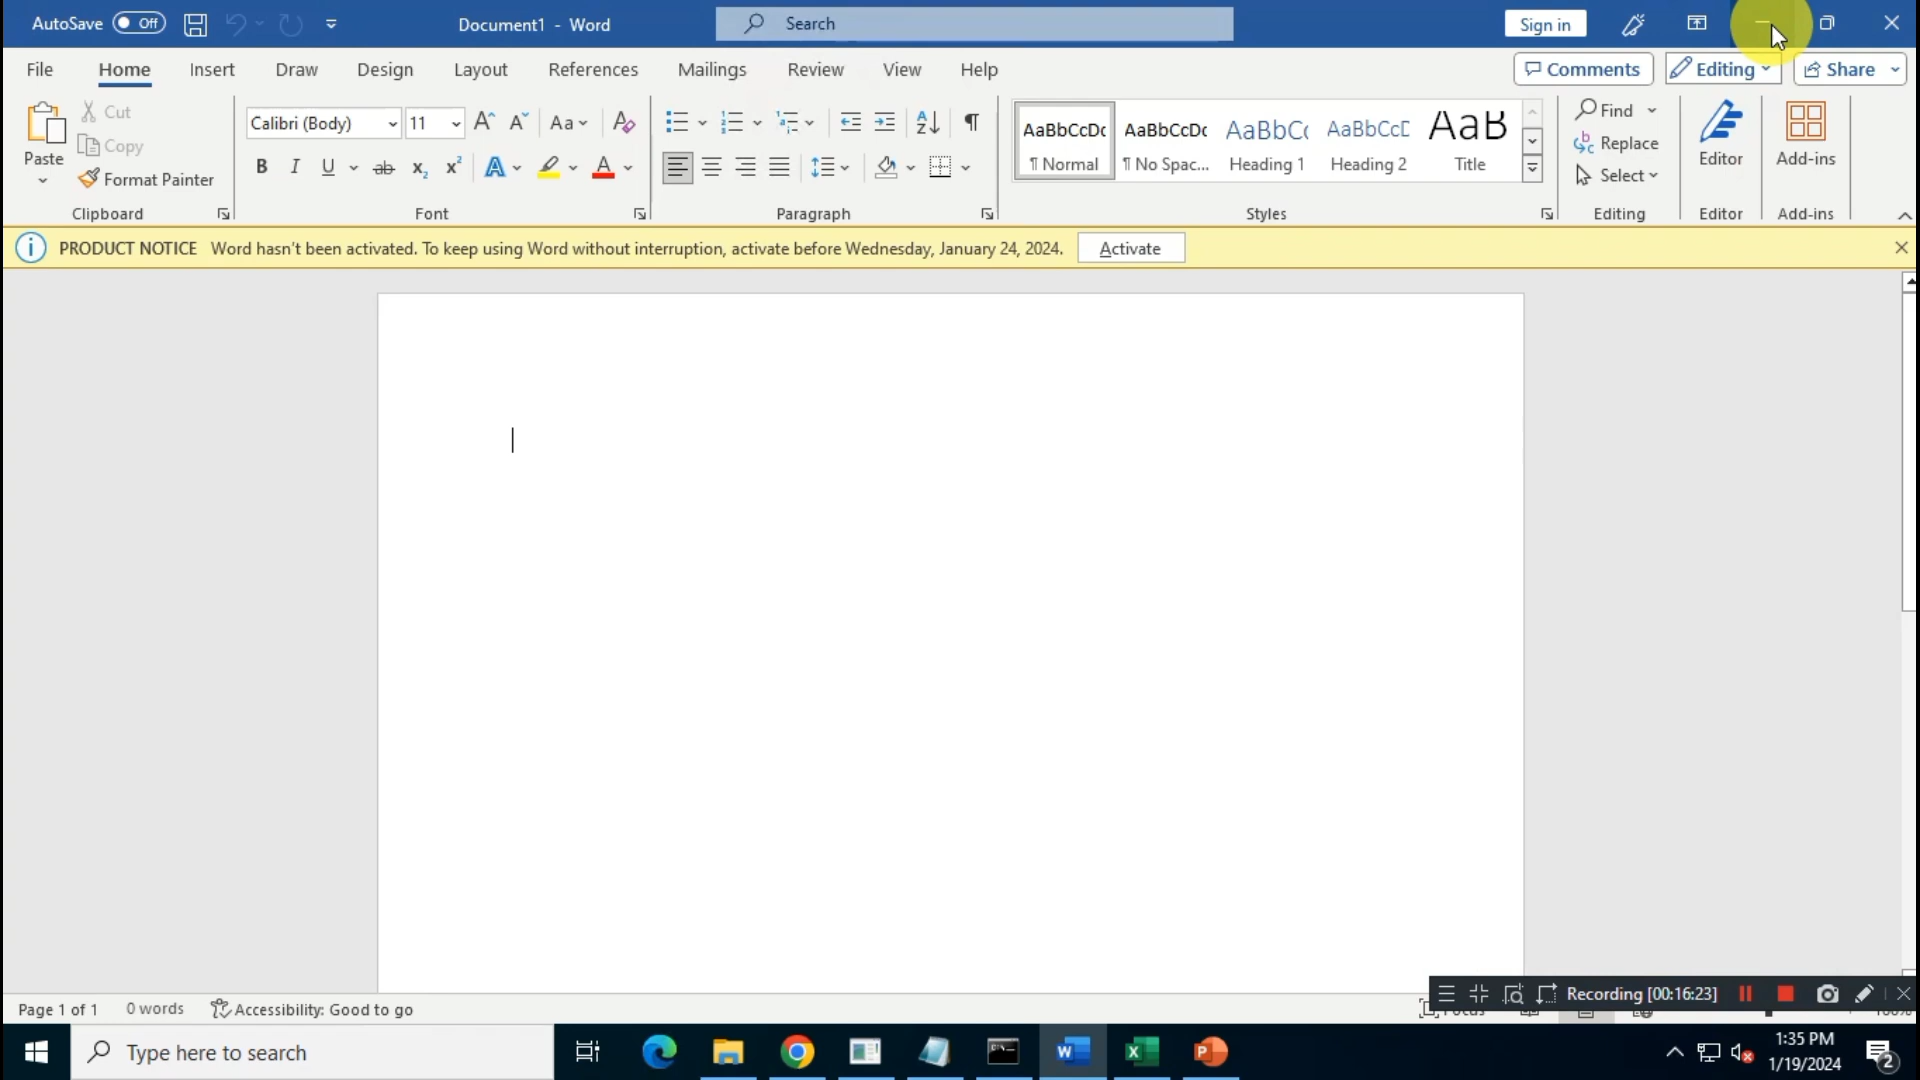 AutoSave Off Document1 - Word Search Sign in
File Home Insert Draw Design Layout References Mailings Review View Help Comments Editing Share
Paste Cut Copy Format Painter
Clipboard
Calibri (Body) 11 Aa
B I U ab x₂ x² A A
Font
Paragraph
AaBbCcDc AaBbCcDc AaBbC AaBbCc AaB
¶ Normal ¶ No Spac... Heading 1 Heading 2 Title
Styles
Find
Replace
Select
Editing
Editor
Editor
Add-ins
Add-ins
PRODUCT NOTICE Word hasn't been activated. To keep using Word without interruption, activate before Wednesday, January 24, 2024. Activate
Recording [00:16:23]
Page 1 of 1 0 words Accessibility: Good to go
Type here to search
1:35 PM
1/19/2024
2